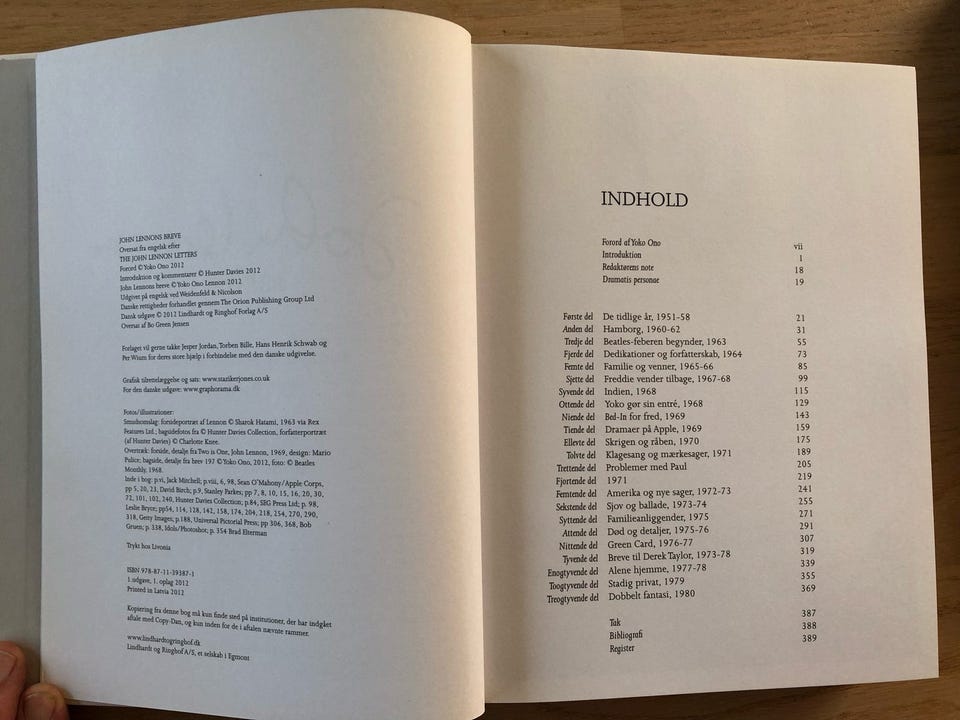 JOHN LENNONS BREVE
Oversat fra engelsk efter
THE JOHN LENNON LETTERS
Forord © Yoko Ono 2012
Introduktion og kommentarer © Hunter Davies 2012
John Lennons breve © Yoko Ono Lennon 2012
Udgivet på engelsk ved Weidenfeld & Nicolson
Danske rettigheder forhandlet gennem The Orion Publishing Group Ltd
Dansk udgave © 2012 Lindhardt og Ringhof Forlag A/S
Oversat af Bo Green Jensen
Forlaget vil gerne takke Jesper Jordan, Torben Bille, Hans Henrik Schwab og
Per Wium for deres store hjælp i forbindelse med den danske udgivelse.
Grafisk tilrettelæggelse og sats: www.stazikerjones.co.uk
For den danske udgave: www.graphorama.dk
Fotos/illustrationer:
Smudsomslag: forsideportræt af Lennon © Sharok Hatami, 1963 via Rex
Features Ltd.; bagsidefotos fra © Hunter Davies Collection, forfatterportræt
(af Hunter Davies) © Charlotte Knee.
Overtræk: forside, detalje fra Two is One, John Lennon, 1969, design: Mario
Police; bagside, detalje fra brev 197 © Yoko Ono, 2012, foto: © Beatles
Monthly, 1968.
Inde i bog: p.vi, Jack Mitchell; p.viii, 6, 98, Sean O'Mahony/Apple Corps,
pp 5, 20, 23, David Birch; p.9, Stanley Parkes; pp 7, 8, 10, 15, 16, 20, 30,
72, 101, 102, 240, Hunter Davies Collection; p.84, SEG Press Ltd; p. 98,
Leslie Bryce; pp54, 114, 128, 142, 158, 174, 204, 218, 254, 270, 290,
318, Getty Images; p.188, Universal Pictorial Press; pp 306, 368, Bob
Gruen; p. 338, Idols/Photoshot; p. 354 Brad Elterman
Trykt hos Livonia
ISBN 978-87-11-39387-1
1. udgave, 1. oplag 2012
Printed in Latvia 2012
Kopiering fra denne bog må kun finde sted på institutioner, der har indgået
aftale med Copy-Dan, og kun inden for de i aftalen nævnte rammer.
www.lindhardtogringhof.dk
Lindhardt og Ringhof A/S, et selskab i Egmont
INDHOLD
Forord af Yoko Ono vii
Introduktion 1
Redaktørens note 18
Dramatis personae 19
Første del De tidlige år, 1951-58 21
Anden del Hamborg, 1960-62 31
Tredje del Beatles-feberen begynder, 1963 55
Fjerde del Dedikationer og forfatterskab, 1964 73
Femte del Familie og venner, 1965-66 85
Sjette del Freddie vender tilbage, 1967-68 99
Syvende del Indien, 1968 115
Ottende del Yoko gør sin entré, 1968 129
Niende del Bed-In for fred, 1969 143
Tiende del Dramaer på Apple, 1969 159
Ellevte del Skrigen og råben, 1970 175
Tolvte del Klagesang og mærkesager, 1971 189
Trettende del Problemer med Paul 205
Fjortende del 1971 219
Femtende del Amerika og nye sager, 1972-73 241
Sekstende del Sjov og ballade, 1973-74 255
Syttende del Familieanliggender, 1975 271
Attende del Død og detaljer, 1975-76 291
Nittende del Green Card, 1976-77 307
Tyvende del Breve til Derek Taylor, 1973-78 319
Enogtyvende del Alene hjemme, 1977-78 339
Toogtyvende del Stadig privat, 1979 355
Treogtyvende del Dobbelt fantasi, 1980 369
Tak 387
Bibliografi 388
Register 389